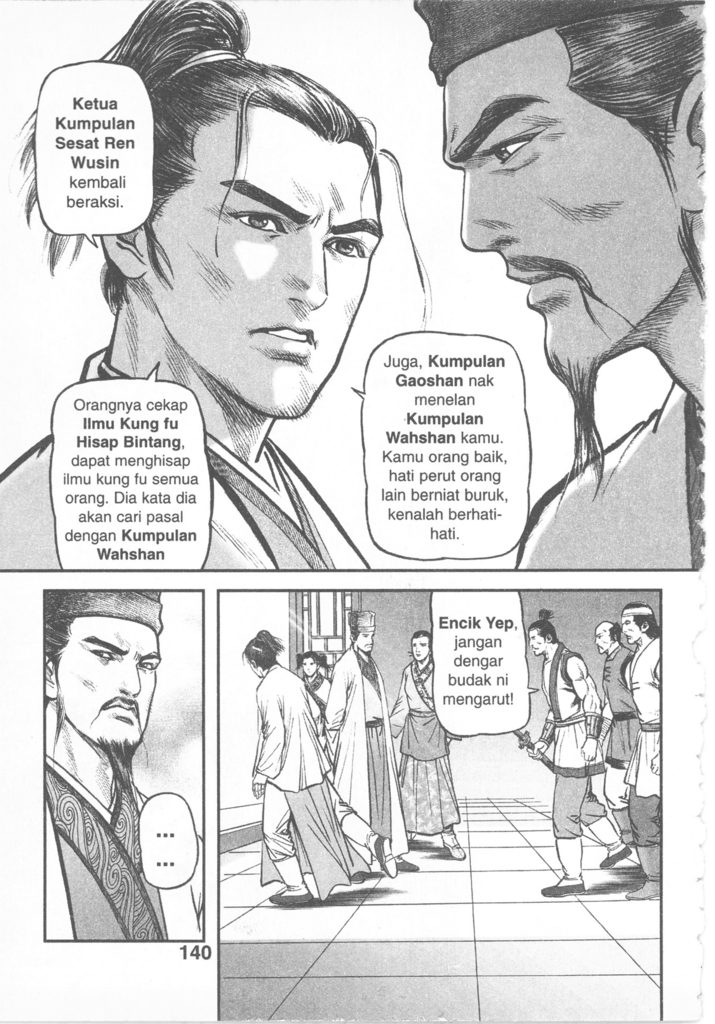 Ketua
Kumpulan
Sesat Ren
Wusin
kembali
beraksi.
Orangnya cekap
Ilmu Kung fu
Hisap Bintang,
dapat menghisap
ilmu kung fu semua
orang. Dia kata dia
akan cari pasal
dengan Kumpulan
Wahshan
Juga, Kumpulan
Gaoshan nak
menelan
Kumpulan
Wahshan kamu.
Kamu orang baik,
hati perut orang
lain berniat buruk,
kenalah berhati-
hati.
...
...
Encik Yep,
jangan
dengar
budak ni
mengarut!
140